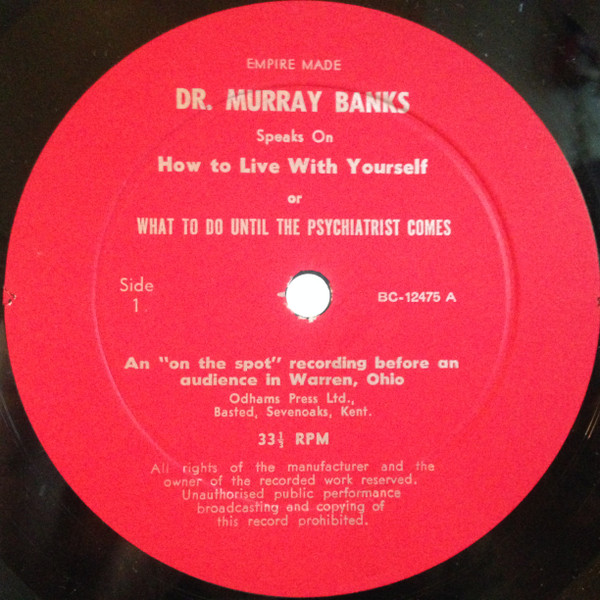 EMPIRE MADE
DR. MURRAY BANKS
Speaks On
How to Live With Yourself
or
WHAT TO DO UNTIL THE PSYCHIATRIST COMES
Side
1
BC-12475 A
An "on the spot" recording before an
audience in Warren, Ohio
Odhams Press Ltd.,
Basted, Sevenoaks, Kent.
33⅓ RPM
All rights of the manufacturer and the
owner of the recorded work reserved.
Unauthorised public performance
broadcasting and copying of
this record prohibited.